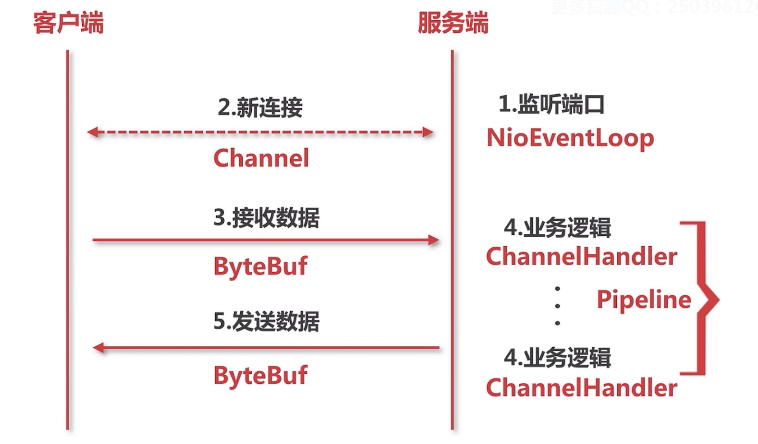 客户端
服务端
2.新连接
Channel
1.监听端口
NioEventLoop
3.接收数据
ByteBuf
4.业务逻辑
ChannelHandler
Pipeline
5.发送数据
ByteBuf
4.业务逻辑
ChannelHandler